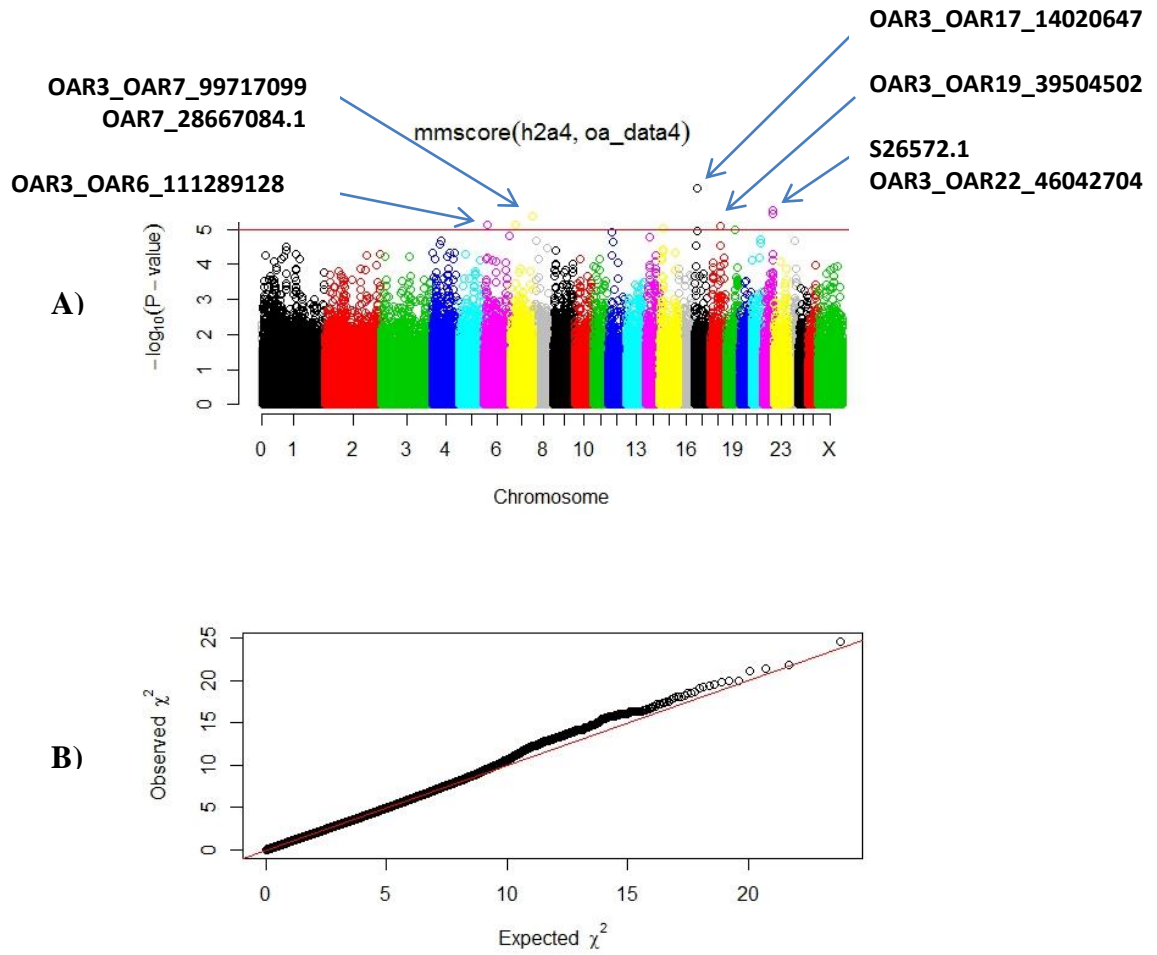 OAR3_OAR17_14020647
OAR3_OAR7_99717099
OAR7_28667084.1
OAR3_OAR19_39504502
mmscore(h2a4, oa_data4)
S26572.1
OAR3_OAR22_46042704
OAR3_OAR6_111289128
A)
−log10(P − value)
5
4
3
2
1
0
0 1 2 3 4 6 8 10 13 16 19 23 X
Chromosome
B)
Observed χ²
25
20
15
10
5
0
0 5 10 15 20
Expected χ²